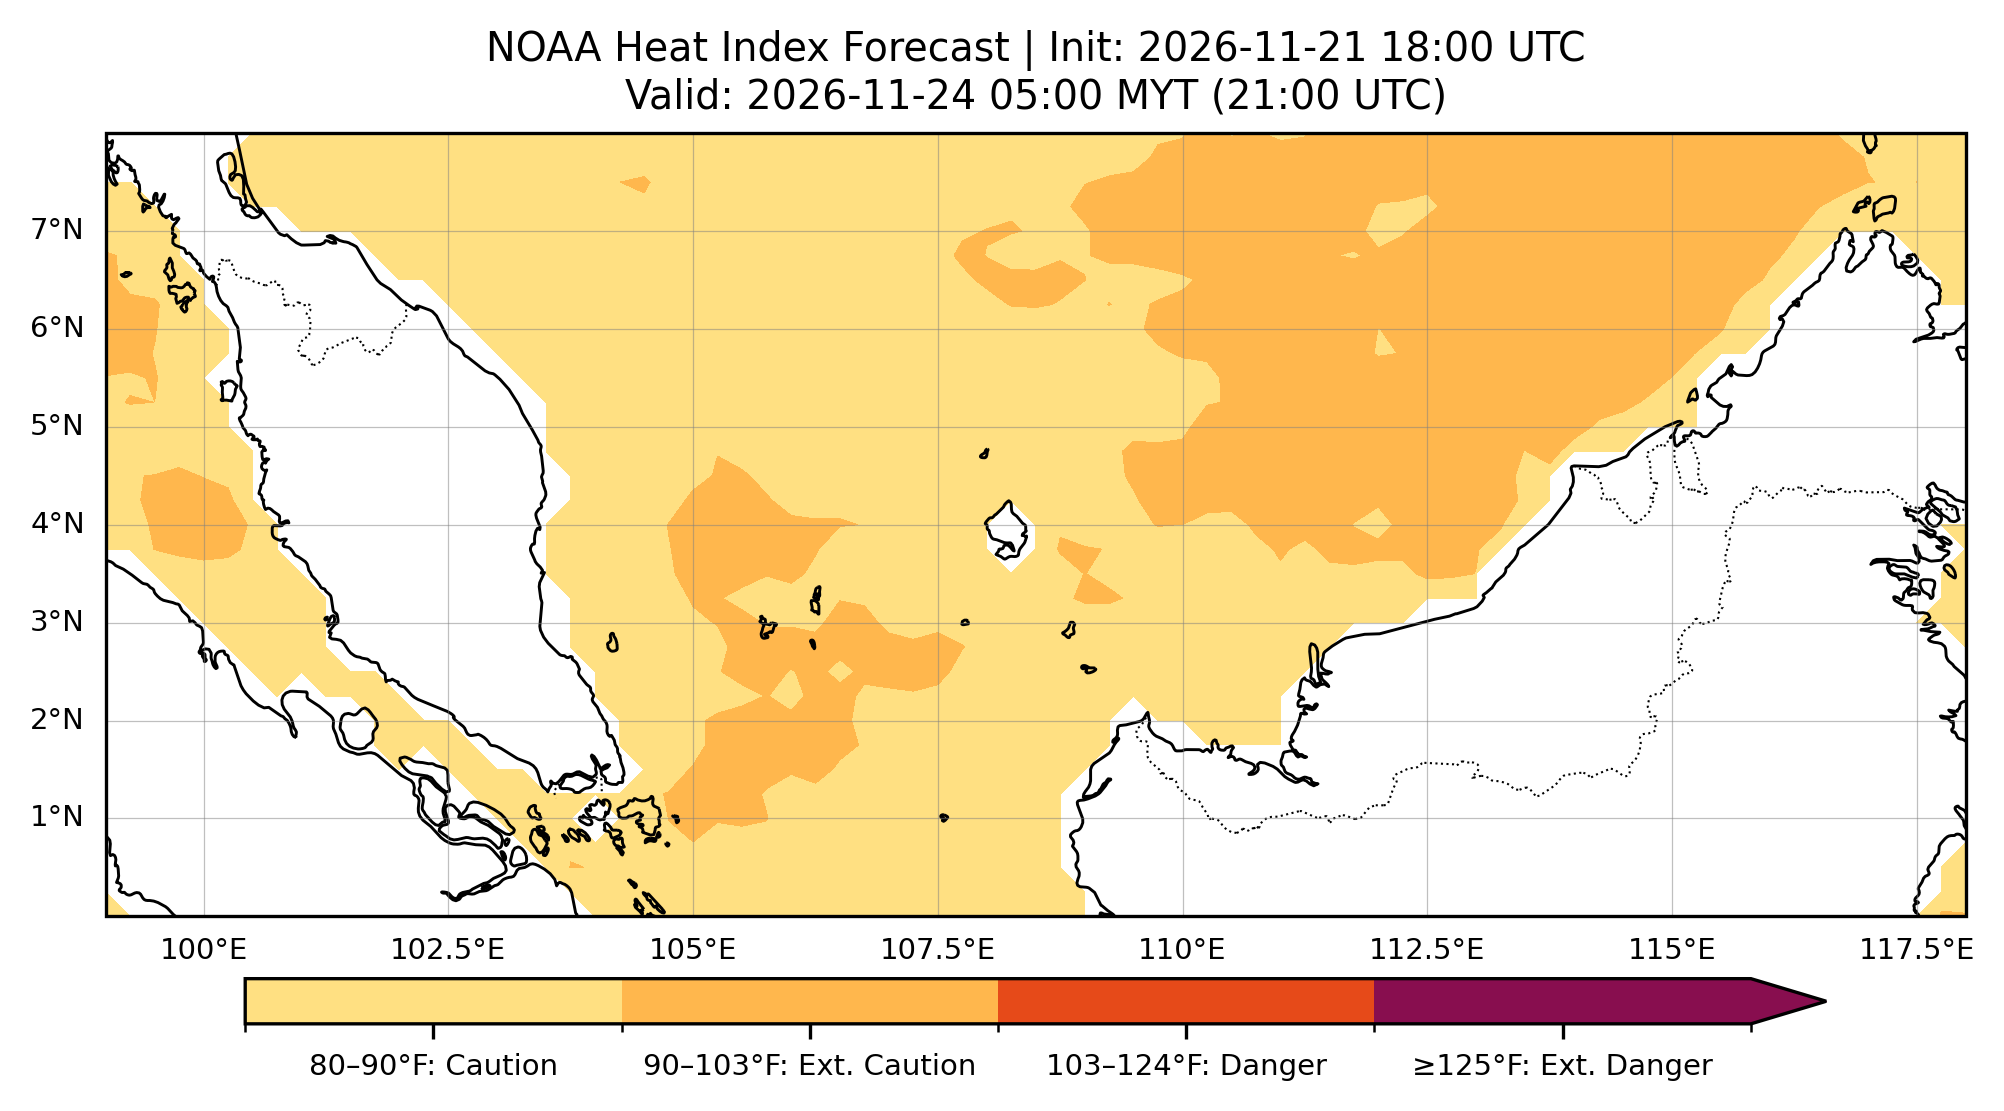 NOAA Heat Index Forecast | Init: 2026-11-21 18:00 UTC
Valid: 2026-11-24 05:00 MYT (21:00 UTC)
7°N
6°N
5°N
4°N
3°N
2°N
1°N
100°E 102.5°E 105°E 107.5°E 110°E 112.5°E 115°E 117.5°E
80–90°F: Caution 90–103°F: Ext. Caution 103–124°F: Danger ≥125°F: Ext. Danger